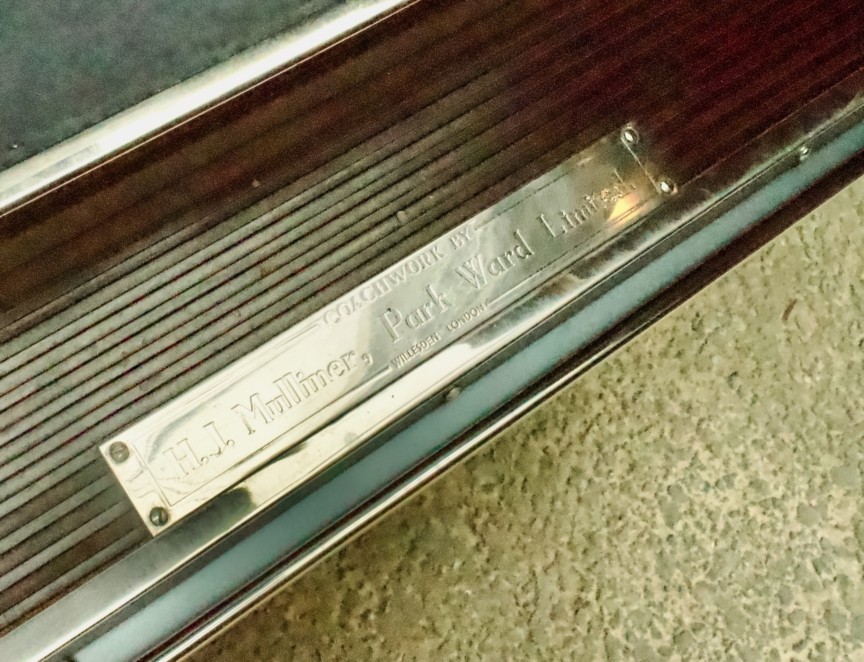 COACHWORK BY
H.J. Mulliner, Park Ward Limited.
WILLESDEN LONDON